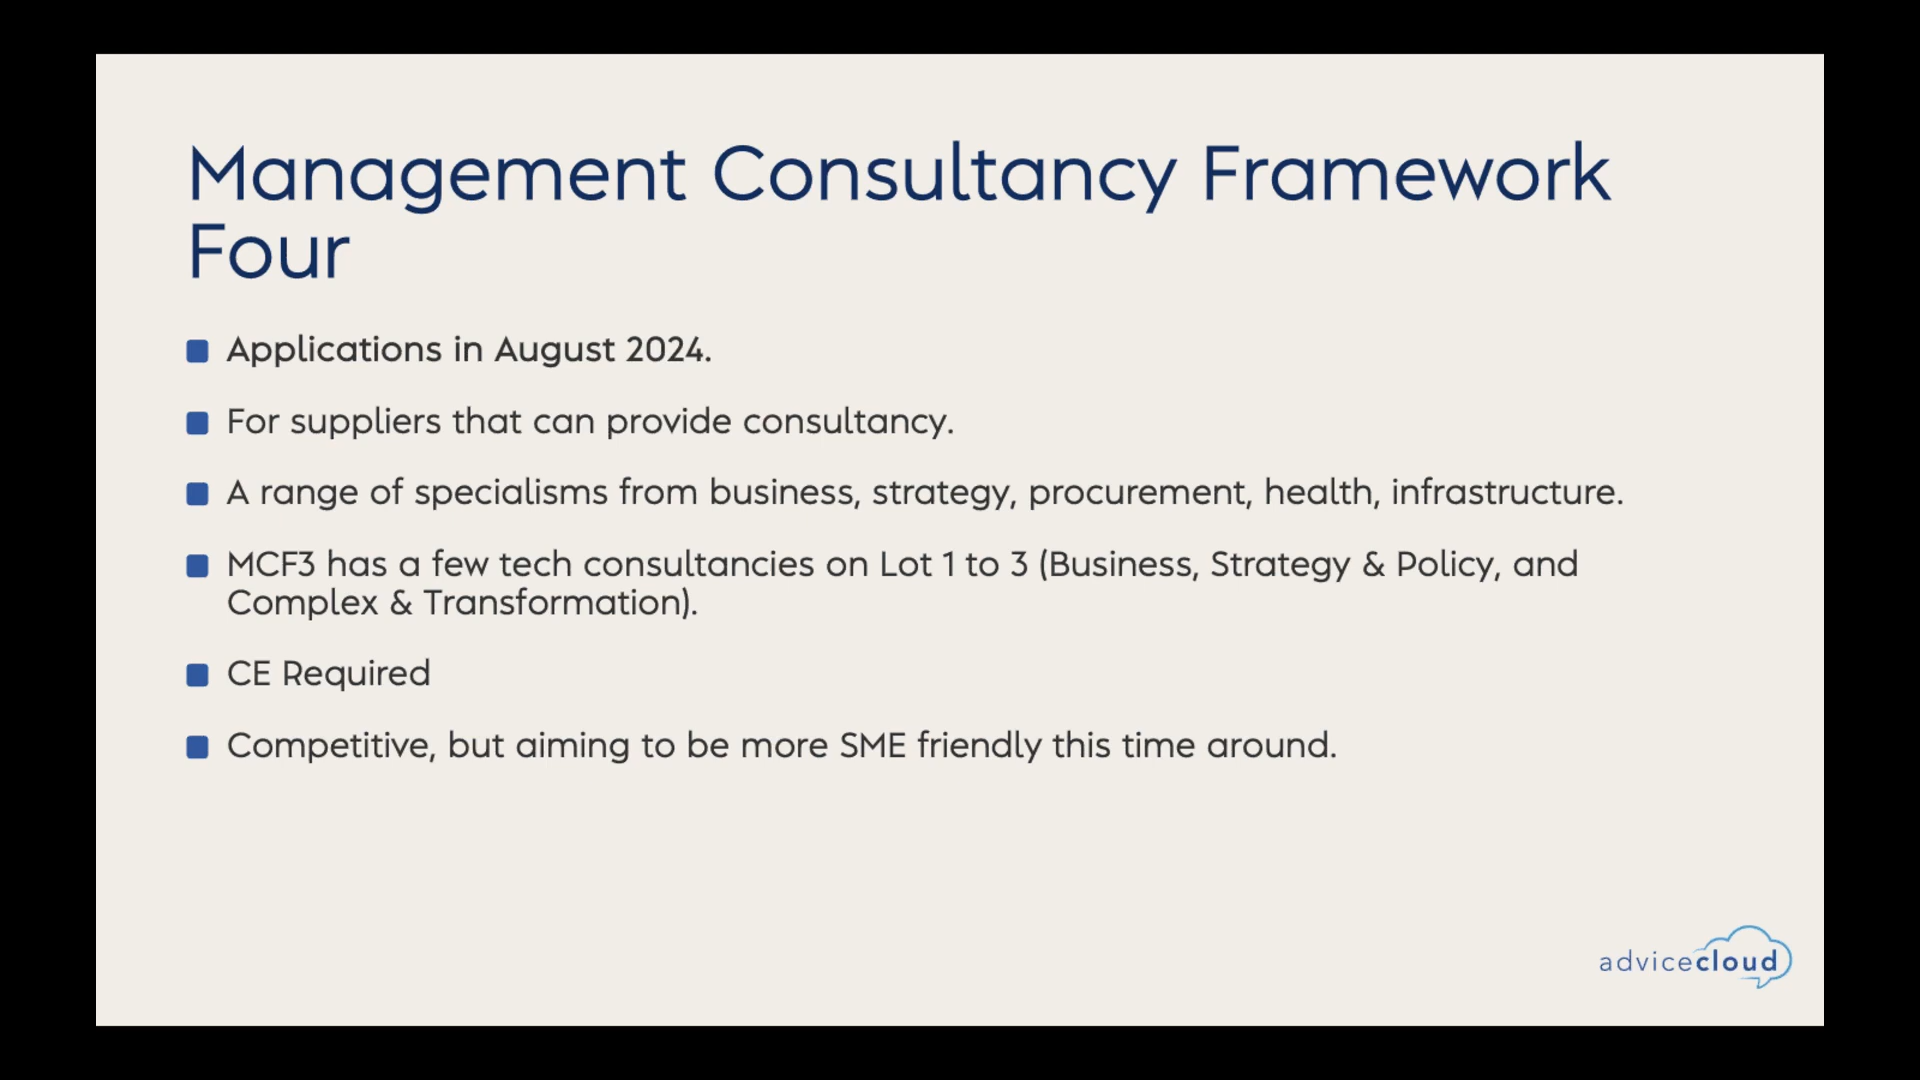 Management Consultancy Framework
Four
Applications in August 2024.
For suppliers that can provide consultancy.
A range of specialisms from business, strategy, procurement, health, infrastructure.
MCF3 has a few tech consultancies on Lot 1 to 3 (Business, Strategy & Policy, and
Complex & Transformation).
CE Required
Competitive, but aiming to be more SME friendly this time around.
advicecloud